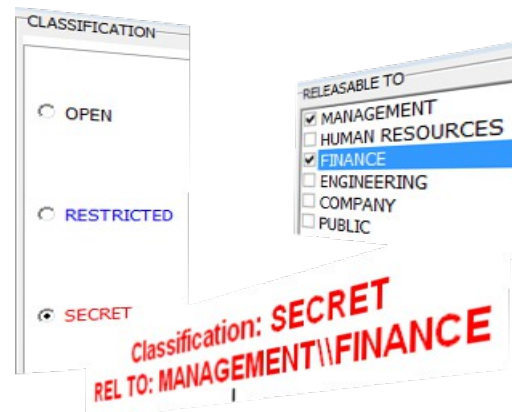 CLASSIFICATION
OPEN
RESTRICTED
SECRET
RELEASABLE TO
MANAGEMENT
HUMAN RESOURCES
FINANCE
ENGINEERING
COMPANY
PUBLIC
Classification: SECRET
REL TO: MANAGEMENT\\FINANCE